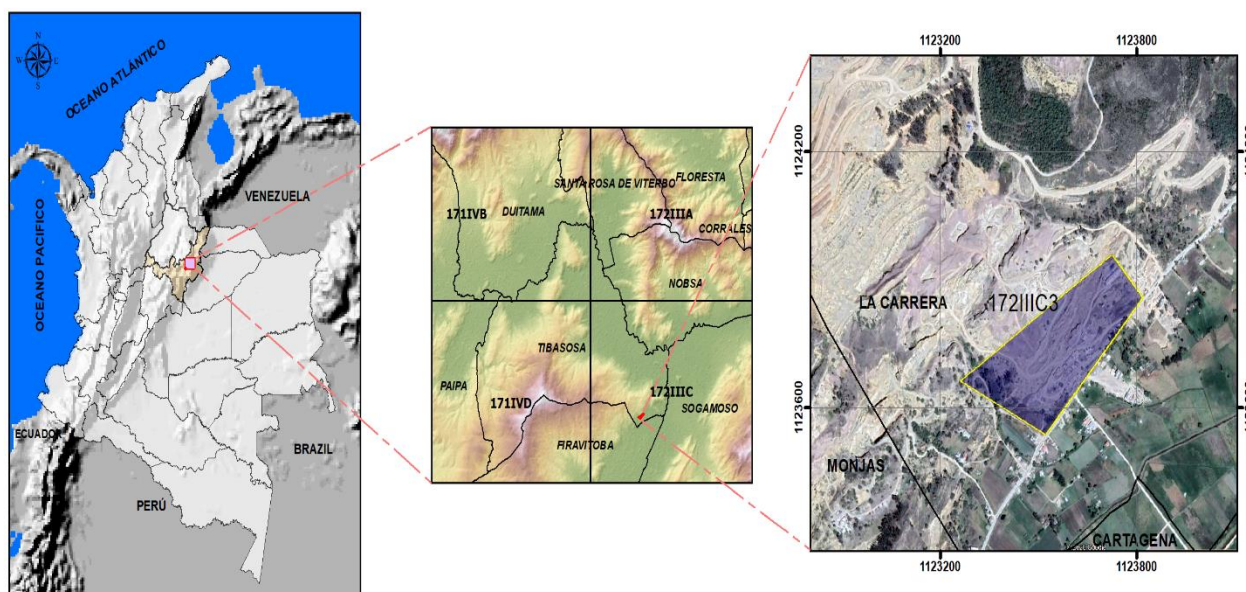 N
W E
S
OCEANO ATLÁNTICO
OCEANO PACIFICO
VENEZUELA
ECUADOR
BRAZIL
PERÚ
SANTA ROSA DE VITERBO
FLORESTA
171IVB
DUITAMA
172IIIA
CORRALES
NOBSA
TIBASOSA
PAIPA
171IVD
172IIIC
SOGAMOSO
FIRAVITOBA
1123200 1123800
1124200
1123600
LA CARRERA
172IIIC3
MONJAS
CARTAGENA
1123200 1123800